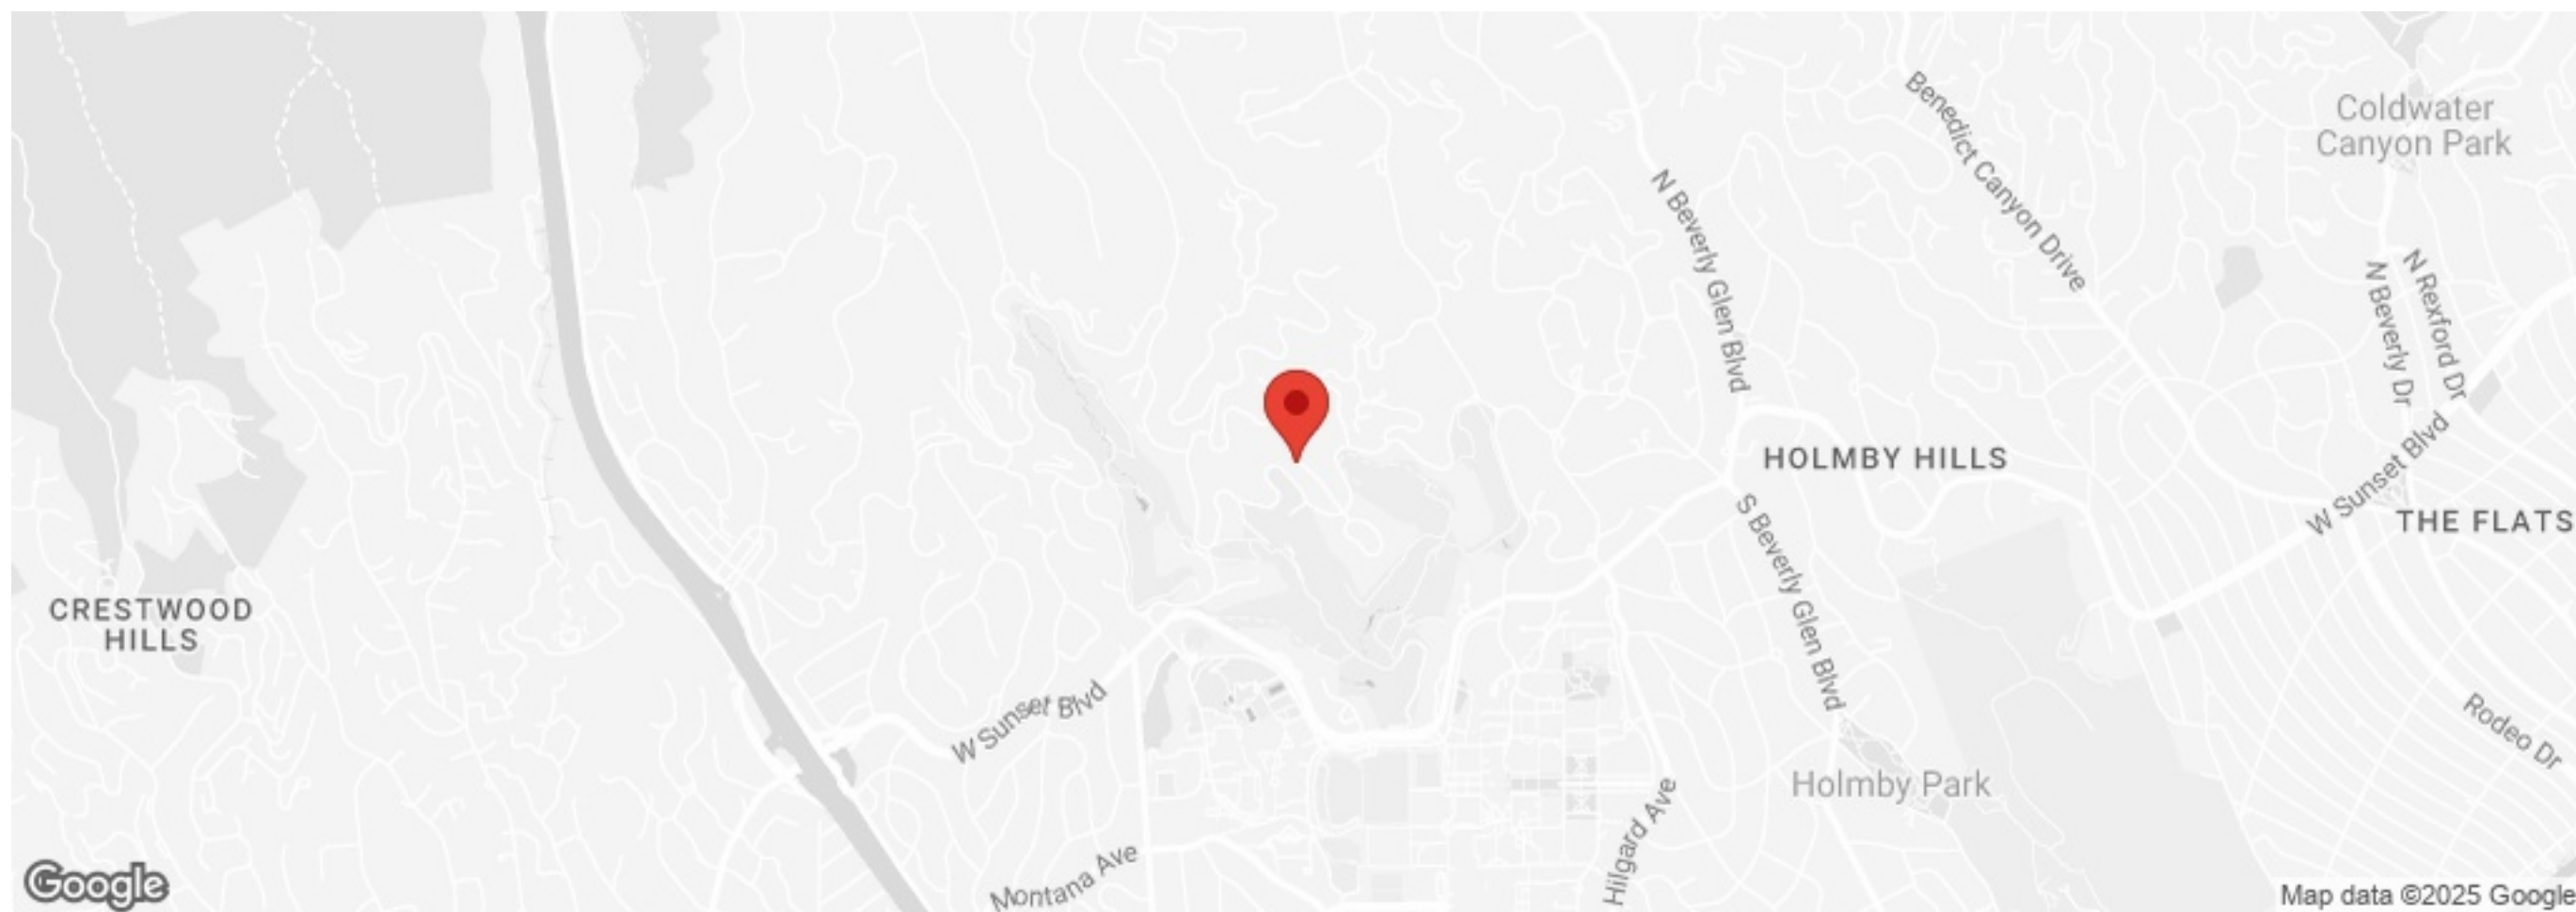 Benedict Canyon Drive
Coldwater
Canyon Park
N Beverly Glen Blvd
N Rexford Dr
N Beverly Dr
HOLMBY HILLS
W Sunset Blvd
THE FLATS
S Beverly Glen Blvd
CRESTWOOD
HILLS
W Sunset Blvd
Rodeo Dr
Holmby Park
Hilgard Ave
Montana Ave
Google
Map data ©2025 Google